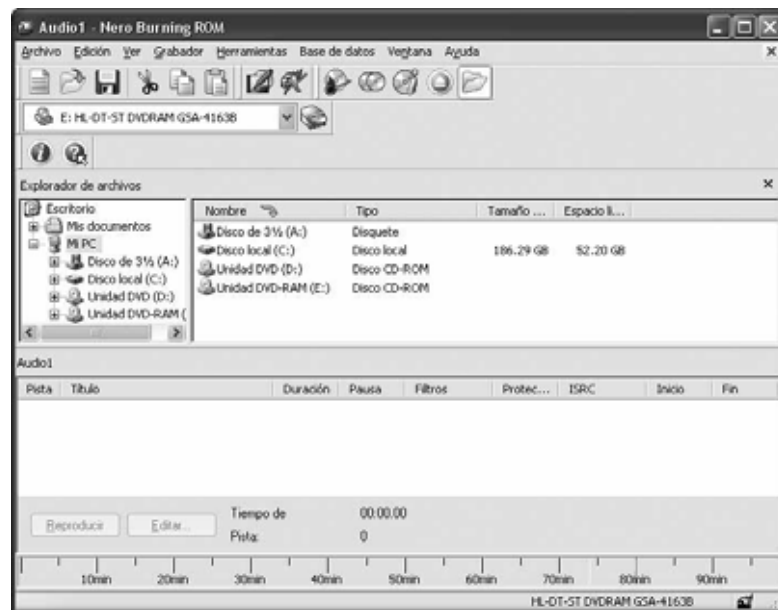 Audio1 - Nero Burning ROM
Archivo Edición Ver Grabador Herramientas Base de datos Ventana Ayuda
E: HL-DT-ST DVDRAM GSA-4163B
Explorador de archivos
Escritorio
Mis documentos
Mi PC
Disco de 3½ (A:)
Disco local (C:)
Unidad DVD (D:)
Unidad DVD-RAM (
Nombre Tipo Tamaño ... Espacio li...
Disco de 3½ (A:) Disquete
Disco local (C:) Disco local 186.29 GB 52.20 GB
Unidad DVD (D:) Disco CD-ROM
Unidad DVD-RAM (E:) Disco CD-ROM
Audio1
Pista Título Duración Pausa Filtros Protec... ISRC Inicio Fin
Reproducir Editar...
Tiempo de 00:00.00
Pista: 0
10min 20min 30min 40min 50min 60min 70min 80min 90min
HL-DT-ST DVDRAM GSA-4163B